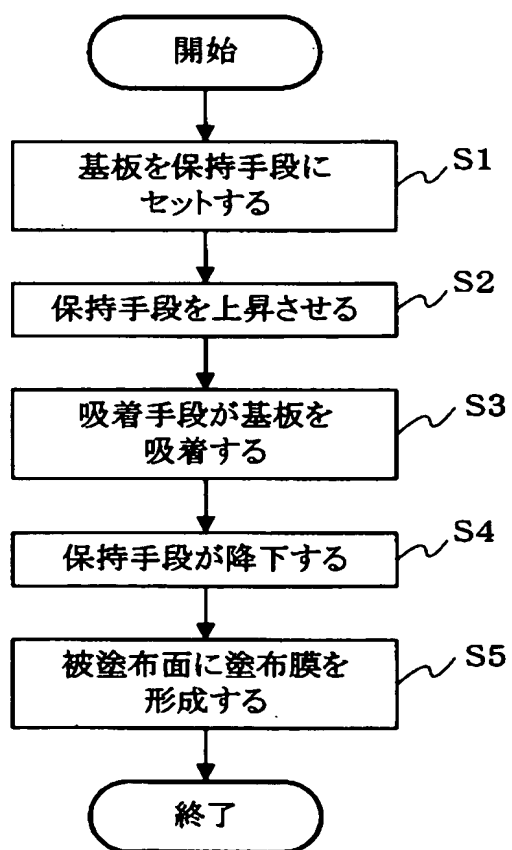 開始
基板を保持手段に
セットする
S1
保持手段を上昇させる
S2
吸着手段が基板を
吸着する
S3
保持手段が降下する
S4
被塗布面に塗布膜を
形成する
S5
終了